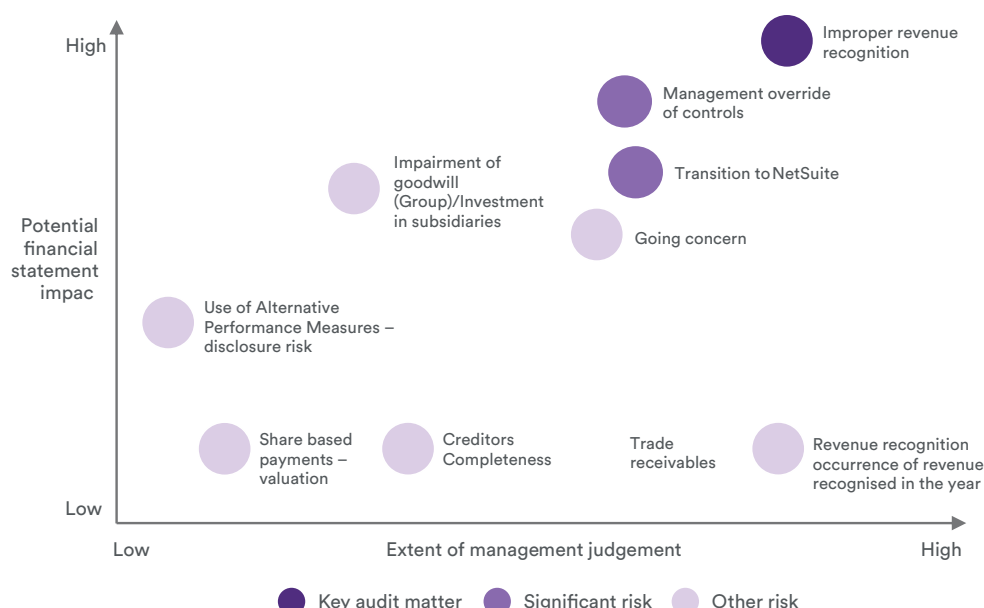 High
Improper revenue
recognition
Management override
of controls
Impairment of
goodwill
(Group)/Investment
in subsidiaries
Transition to NetSuite
Going concern
Potential
financial
statement
impac
Use of Alternative
Performance Measures –
disclosure risk
Share based
payments –
valuation
Creditors
Completeness
Trade
receivables
Revenue recognition
occurrence of revenue
recognised in the year
Low
Low
Extent of management judgement
High
Key audit matter
Significant risk
Other risk